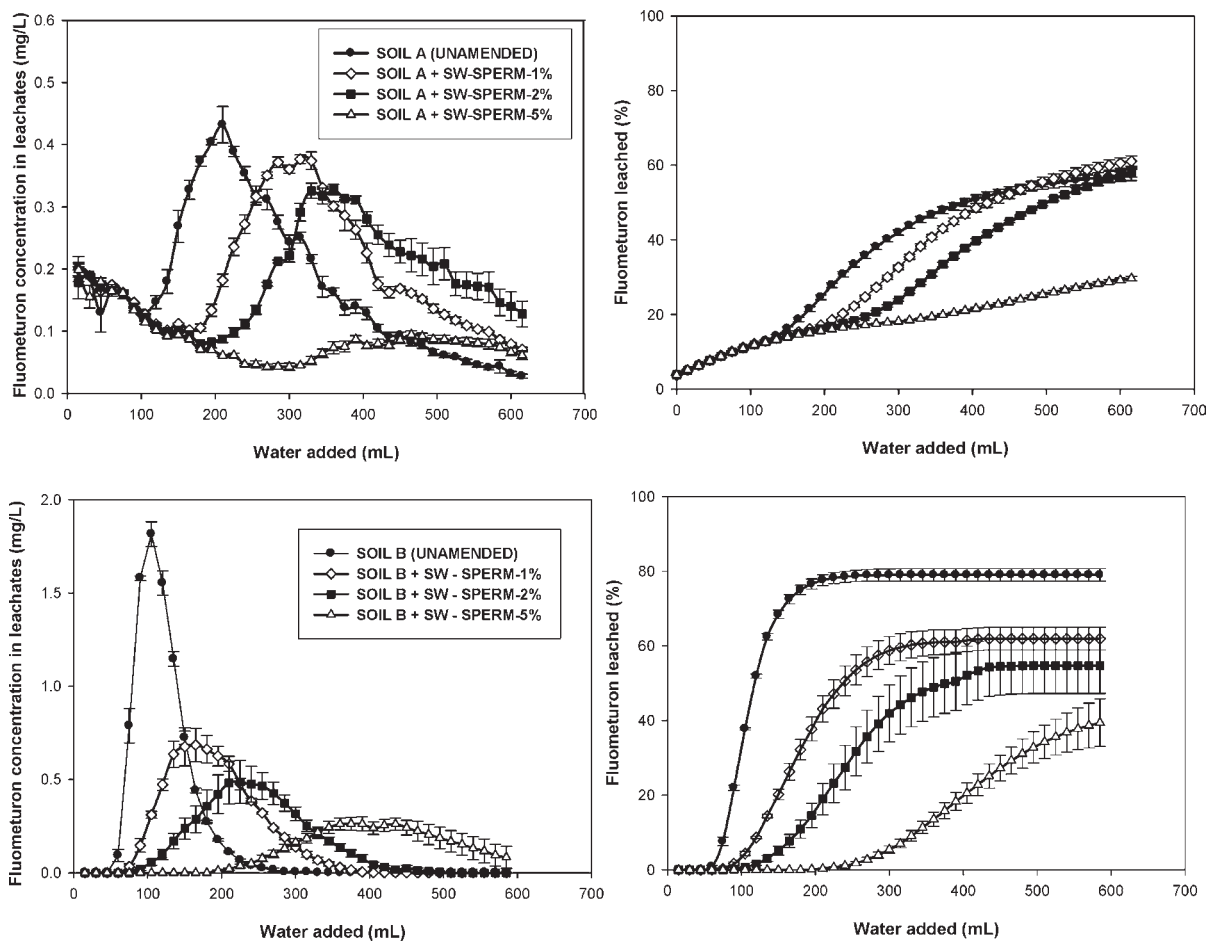 Fluometuron concentration in leachates (mg/L)
0.6
0.5
0.4
0.3
0.2
0.1
0.0
SOIL A (UNAMENDED)
SOIL A + SW-SPERM-1%
SOIL A + SW-SPERM-2%
SOIL A + SW-SPERM-5%
0 100 200 300 400 500 600 700
Water added (mL)
Fluometuron leached (%)
100
80
60
40
20
0
0 100 200 300 400 500 600 700
Water added (mL)
Fluometuron concentration in leachates (mg/L)
2.0
1.5
1.0
0.5
0.0
SOIL B (UNAMENDED)
SOIL B + SW - SPERM-1%
SOIL B + SW - SPERM-2%
SOIL B + SW - SPERM-5%
0 100 200 300 400 500 600 700
Water added (mL)
Fluometuron leached (%)
100
80
60
40
20
0
0 100 200 300 400 500 600 700
Water added (mL)